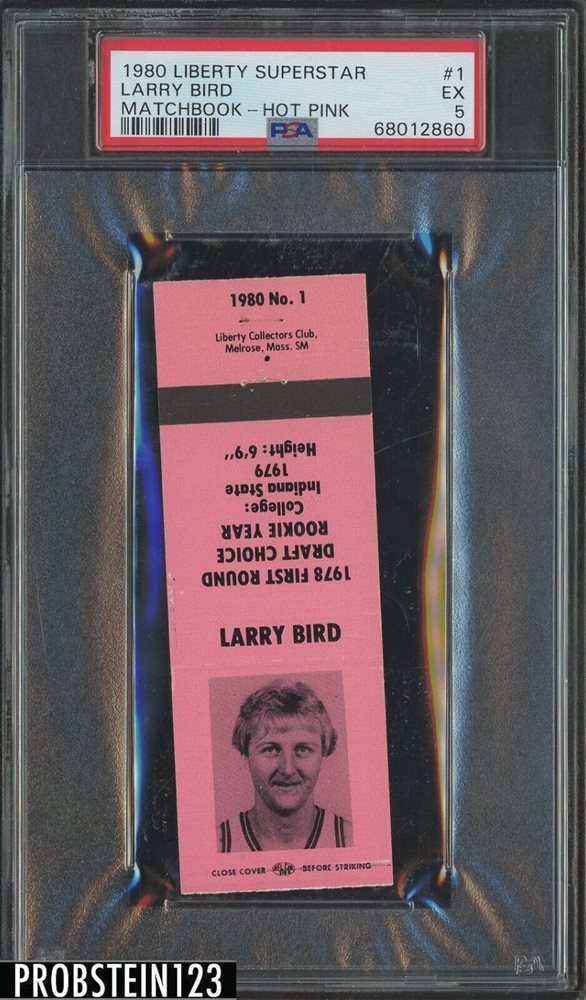 1980 LIBERTY SUPERSTAR #1
LARRY BIRD EX
MATCHBOOK - HOT PINK 5
PSA 68012860
1980 No. 1
Liberty Collectors Club,
Melrose, Mass. SM
1978 FIRST ROUND
DRAFT CHOICE
ROOKIE YEAR
College:
Indiana State
1979
Height: 6'9''
LARRY BIRD
CLOSE COVER BEFORE STRIKING
PSA
PROBSTEIN123